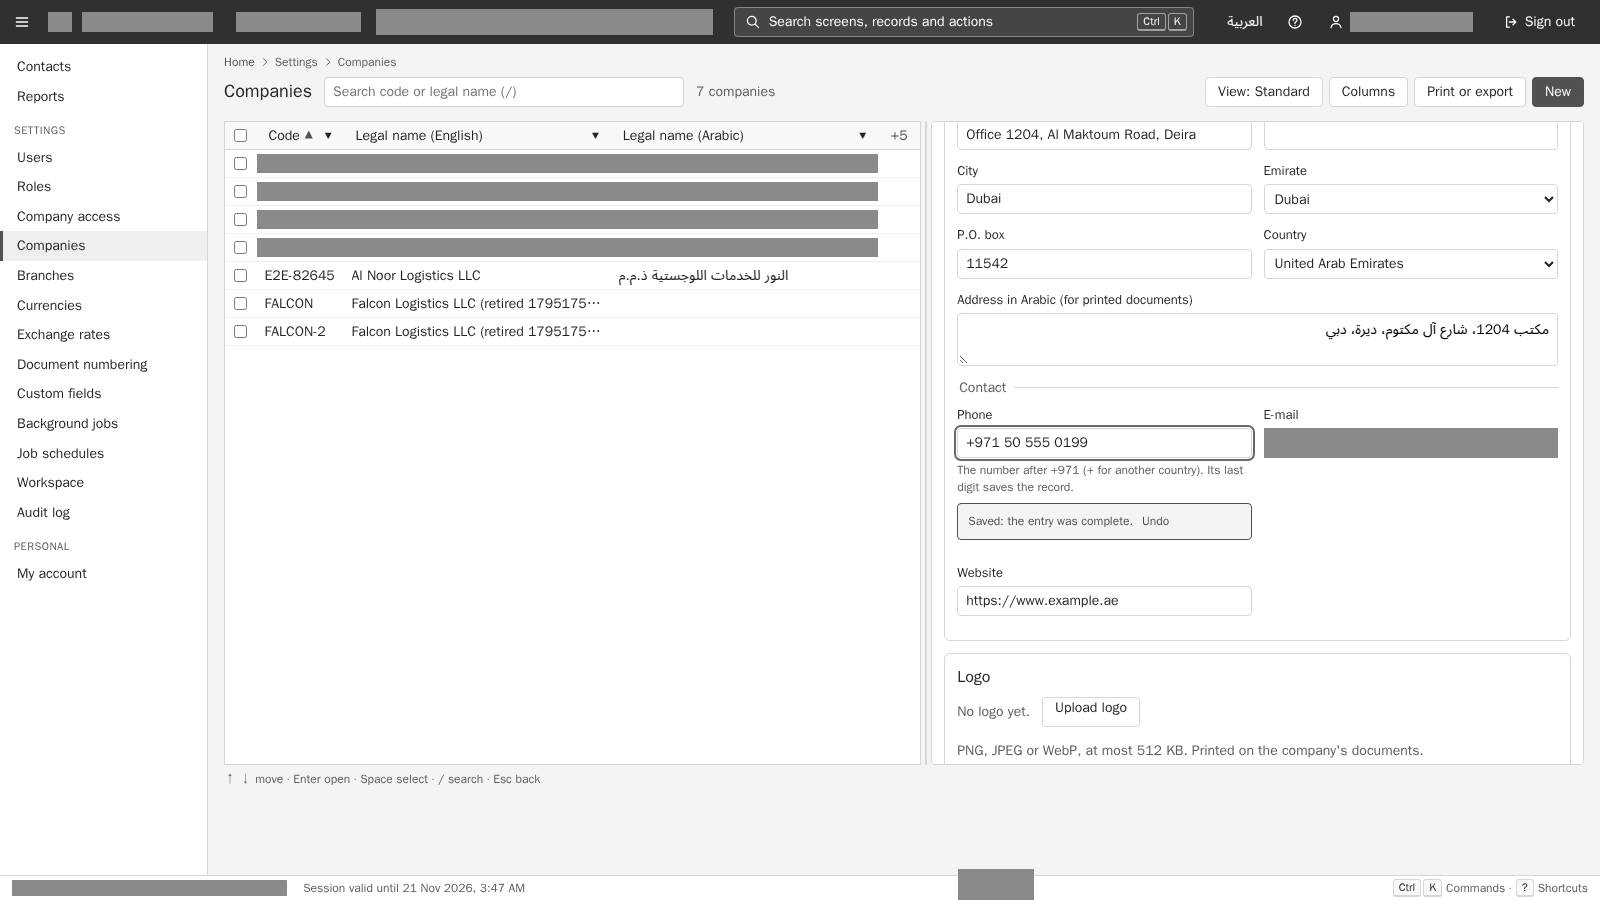 Search screens, records and actions Ctrl K العربية Sign out
Contacts
Reports
SETTINGS
Users
Roles
Company access
Companies
Branches
Currencies
Exchange rates
Document numbering
Custom fields
Background jobs
Job schedules
Workspace
Audit log
PERSONAL
My account
Home > Settings > Companies
Companies Search code or legal name (/) 7 companies View: Standard Columns Print or export New
Code ▲ ▼ Legal name (English) ▼ Legal name (Arabic) ▼ +5
E2E-82645 Al Noor Logistics LLC النور للخدمات اللوجستية ذ.م.م
FALCON Falcon Logistics LLC (retired 1795175···
FALCON-2 Falcon Logistics LLC (retired 1795175···
↑ ↓ move · Enter open · Space select · / search · Esc back
Office 1204, Al Maktoum Road, Deira
City Emirate
Dubai Dubai
P.O. box Country
11542 United Arab Emirates
Address in Arabic (for printed documents)
مكتب 1204، شارع آل مكتوم، ديرة، دبي
Contact
Phone E-mail
+971 50 555 0199
The number after +971 (+ for another country). Its last
digit saves the record.
Saved: the entry was complete. Undo
Website
https://www.example.ae
Logo
No logo yet. Upload logo
PNG, JPEG or WebP, at most 512 KB. Printed on the company's documents.
Session valid until 21 Nov 2026, 3:47 AM Ctrl K Commands · ? Shortcuts